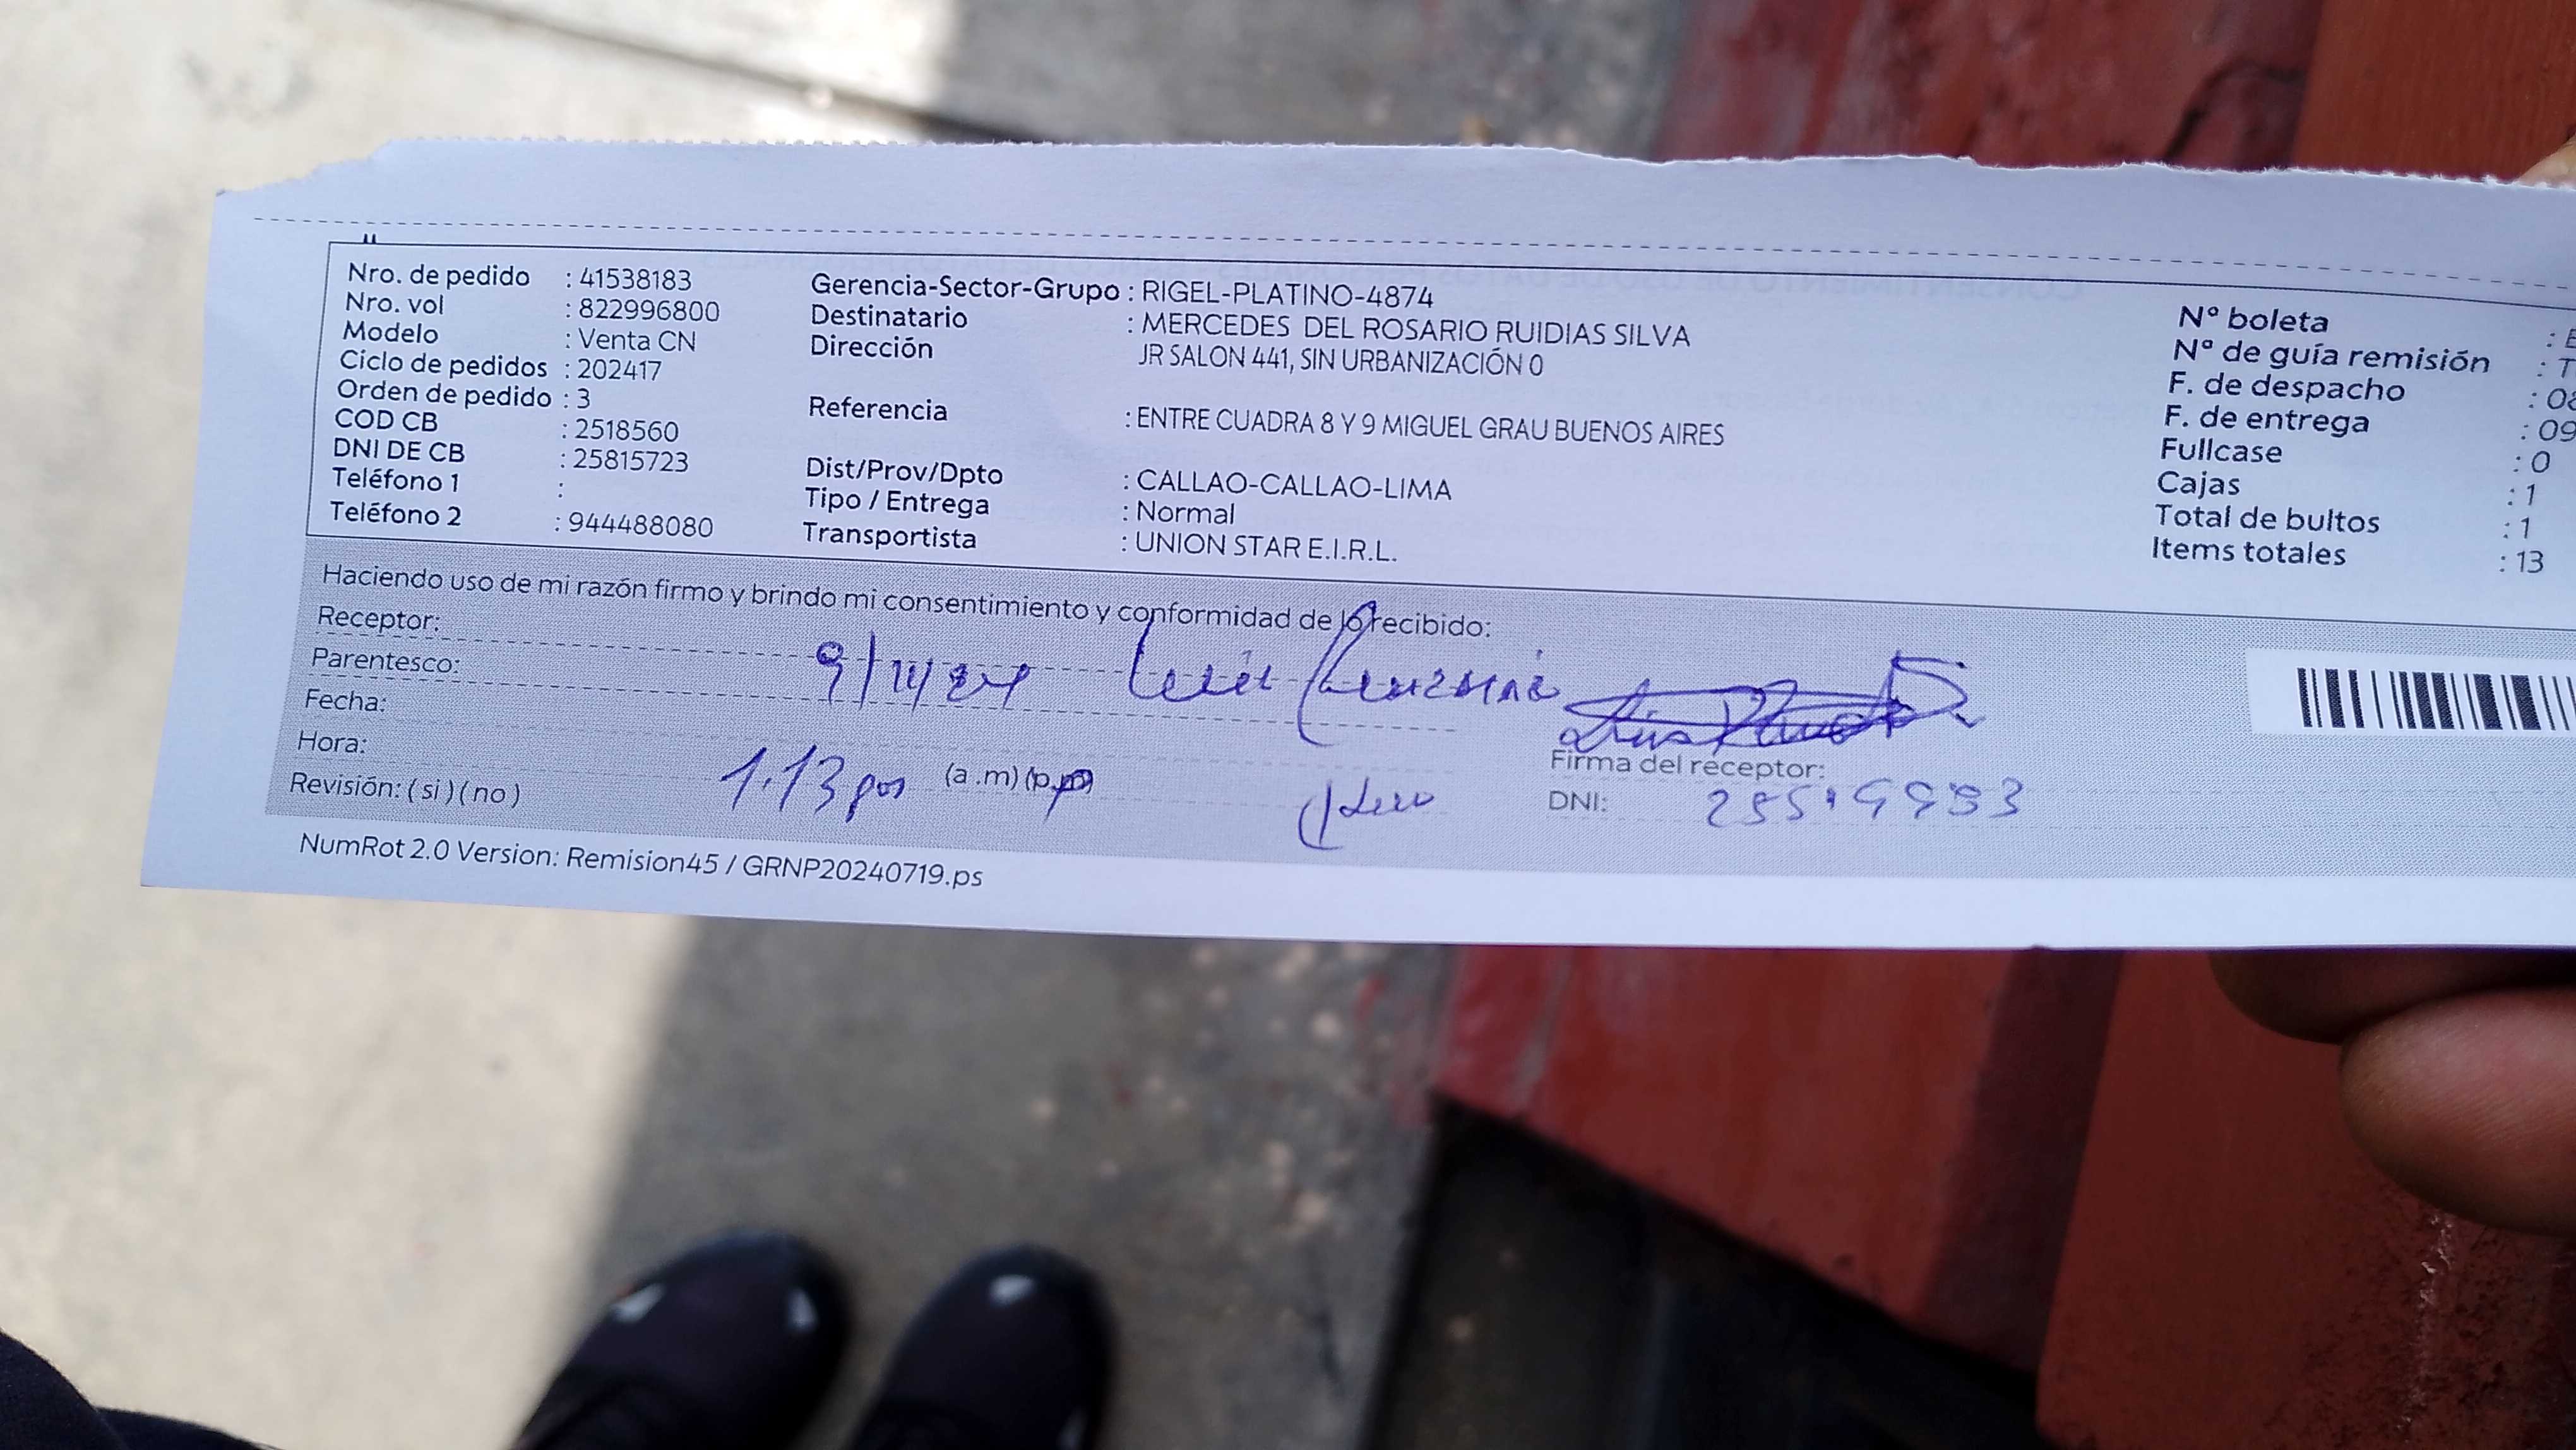 Nro. de pedido : 41538183
Nro. vol : 822996800
Modelo : Venta CN
Ciclo de pedidos : 202417
Orden de pedido : 3
COD CB : 2518560
DNI DE CB : 25815723
Teléfono 1 :
Teléfono 2 : 944488080
Gerencia-Sector-Grupo : RIGEL-PLATINO-4874
Destinatario : MERCEDES DEL ROSARIO RUIDIAS SILVA
Dirección JR SALON 441, SIN URBANIZACIÓN 0
Referencia : ENTRE CUADRA 8 Y 9 MIGUEL GRAU BUENOS AIRES
Dist/Prov/Dpto : CALLAO-CALLAO-LIMA
Tipo / Entrega : Normal
Transportista : UNION STAR E.I.R.L.
N° boleta :
N° de guía remisión : T
F. de despacho : 08
F. de entrega : 09
Fullcase : 0
Cajas : 1
Total de bultos : 1
Items totales : 13
Haciendo uso de mi razón firmo y brindo mi consentimiento y conformidad de lo recibido:
Receptor:
Parentesco:
Fecha:
Hora: 1.13 (a.m) (p.m)
Revisión: ( si ) ( no )
Firma del receptor:
DNI:
NumRot 2.0 Version: Remision45 / GRNP20240719.ps